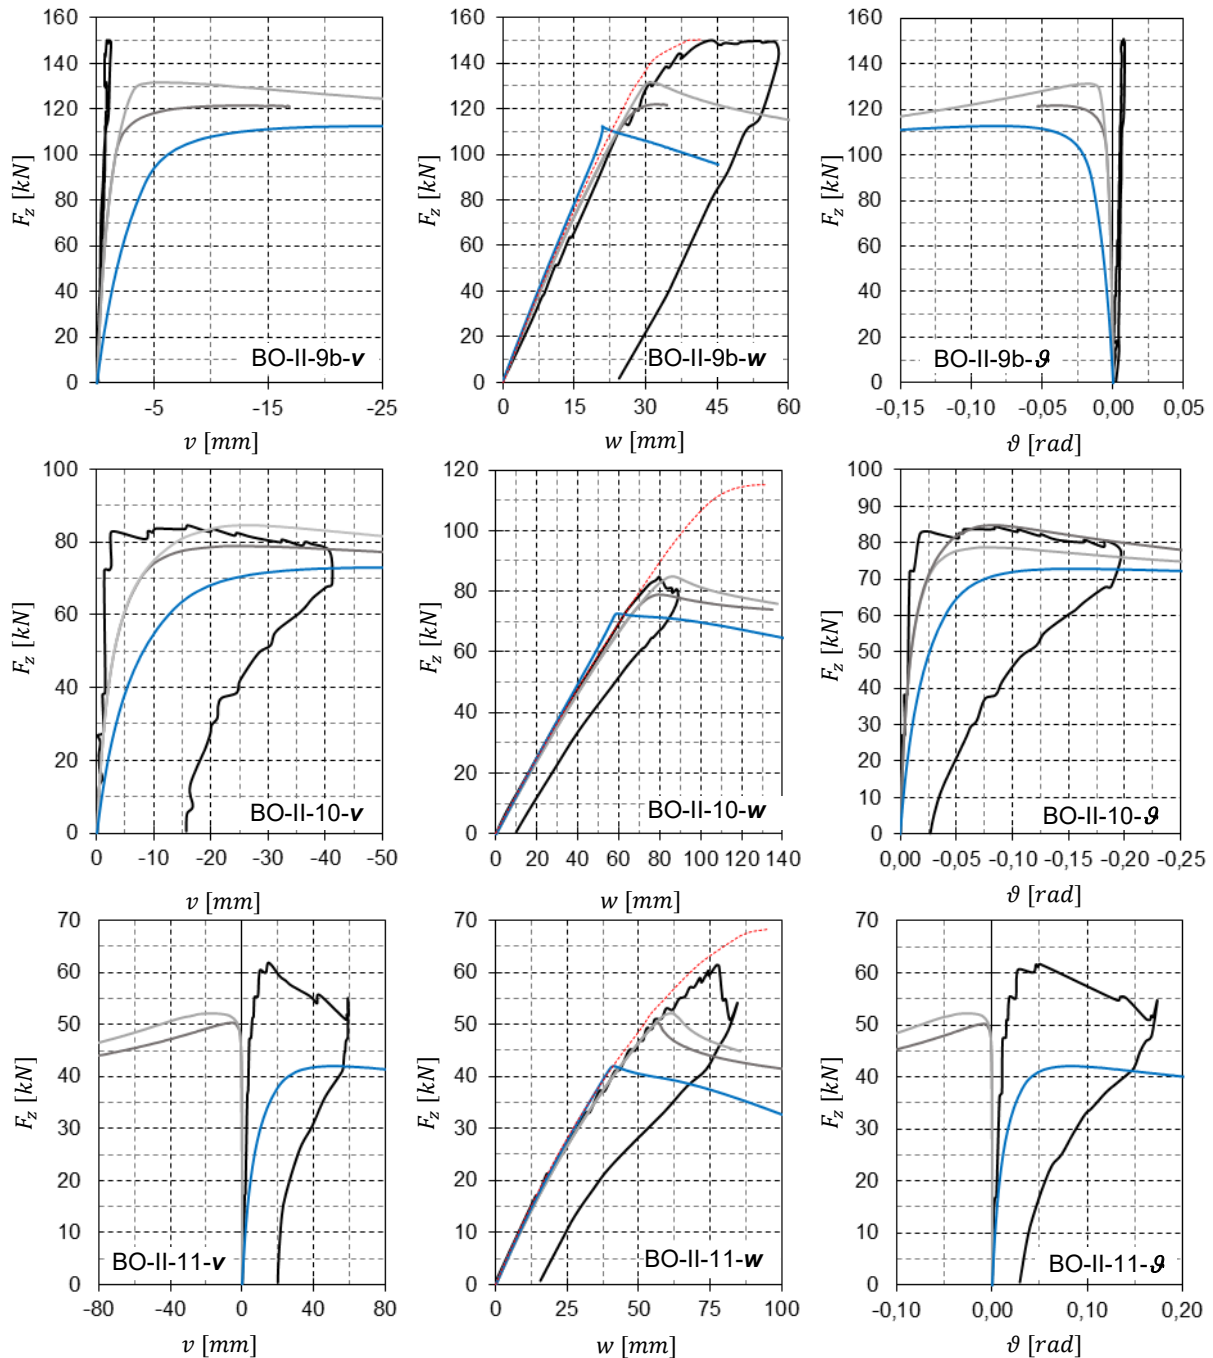 160
140
120
100
80
60
40
20
0
F_z [kN]
BO-II-9b-v
-5 -15 -25
v [mm]
160
140
120
100
80
60
40
20
0
F_z [kN]
BO-II-9b-w
0 15 30 45 60
w [mm]
160
140
120
100
80
60
40
20
0
F_z [kN]
BO-II-9b-ϑ
-0,15 -0,10 -0,05 0,00 0,05
ϑ [rad]
100
80
60
40
20
0
F_z [kN]
BO-II-10-v
0 -10 -20 -30 -40 -50
v [mm]
120
100
80
60
40
20
0
F_z [kN]
BO-II-10-w
0 20 40 60 80 100 120 140
w [mm]
100
90
80
70
60
50
40
30
20
10
0
F_z [kN]
BO-II-10-ϑ
0,00 -0,05 -0,10 -0,15 -0,20 -0,25
ϑ [rad]
70
60
50
40
30
20
10
0
F_z [kN]
BO-II-11-v
-80 -40 0 40 80
v [mm]
70
60
50
40
30
20
10
0
F_z [kN]
BO-II-11-w
0 25 50 75 100
w [mm]
70
60
50
40
30
20
10
0
F_z [kN]
BO-II-11-ϑ
-0,10 0,00 0,10 0,20
ϑ [rad]